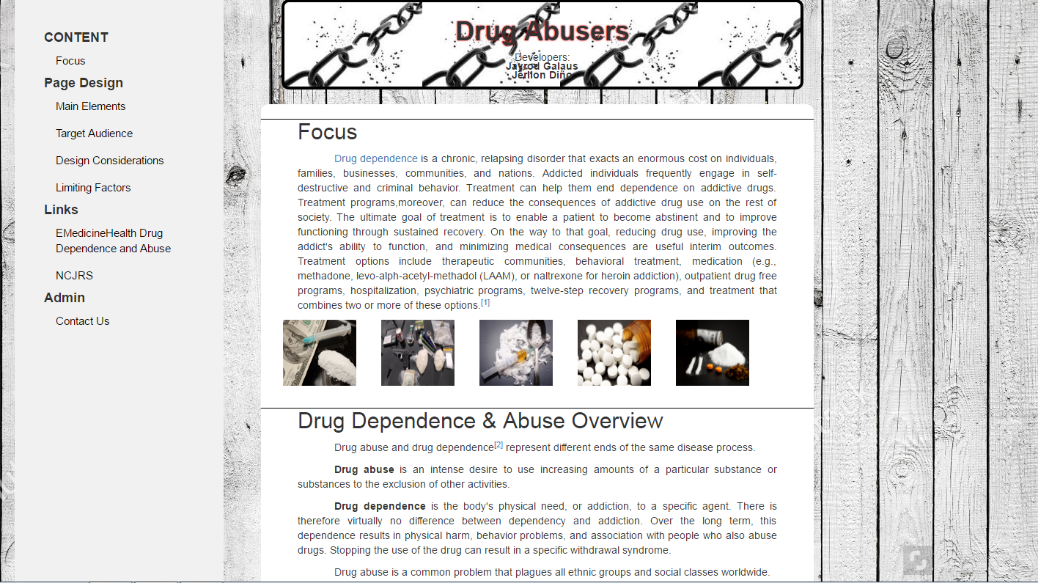 CONTENT
Focus
Page Design
Main Elements
Target Audience
Design Considerations
Limiting Factors
Links
EMedicineHealth Drug
Dependence and Abuse
NCJRS
Admin
Contact Us
Drug Abusers
Developers:
Jayrod Galaus
Jerilon Diño
Focus
Drug dependence is a chronic, relapsing disorder that exacts an enormous cost on individuals,
families, businesses, communities, and nations. Addicted individuals frequently engage in self-
destructive and criminal behavior. Treatment can help them end dependence on addictive drugs.
Treatment programs,moreover, can reduce the consequences of addictive drug use on the rest of
society. The ultimate goal of treatment is to enable a patient to become abstinent and to improve
functioning through sustained recovery. On the way to that goal, reducing drug use, improving the
addict's ability to function, and minimizing medical consequences are useful interim outcomes.
Treatment options include therapeutic communities, behavioral treatment, medication (e.g.,
methadone, levo-alph-acetyl-methadol (LAAM), or naltrexone for heroin addiction), outpatient drug free
programs, hospitalization, psychiatric programs, twelve-step recovery programs, and treatment that
combines two or more of these options.[1]
Drug Dependence & Abuse Overview
Drug abuse and drug dependence[2] represent different ends of the same disease process.
Drug abuse is an intense desire to use increasing amounts of a particular substance or
substances to the exclusion of other activities.
Drug dependence is the body's physical need, or addiction, to a specific agent. There is
therefore virtually no difference between dependency and addiction. Over the long term, this
dependence results in physical harm, behavior problems, and association with people who also abuse
drugs. Stopping the use of the drug can result in a specific withdrawal syndrome.
Drug abuse is a common problem that plagues all ethnic groups and social classes worldwide.